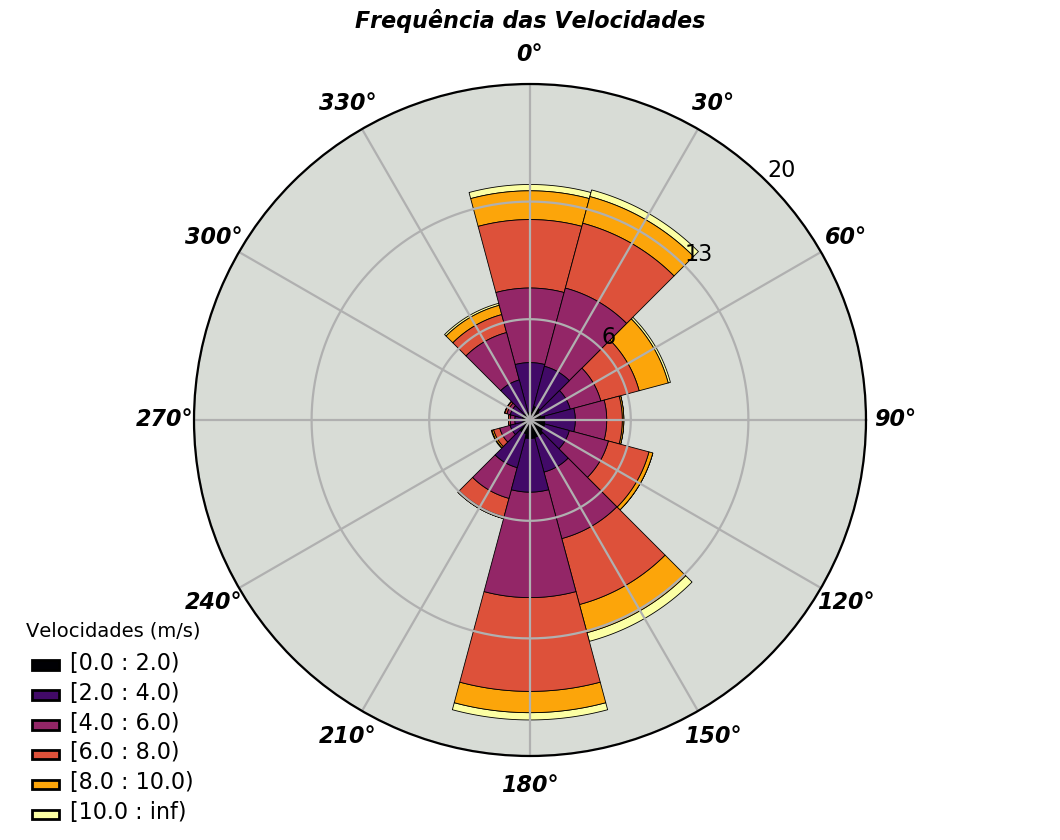 Frequência das Velocidades
0°
330°
30°
20
300°
60°
13
6
270°
90°
240°
120°
210°
150°
180°
Velocidades (m/s)
[0.0 : 2.0)
[2.0 : 4.0)
[4.0 : 6.0)
[6.0 : 8.0)
[8.0 : 10.0)
[10.0 : inf)